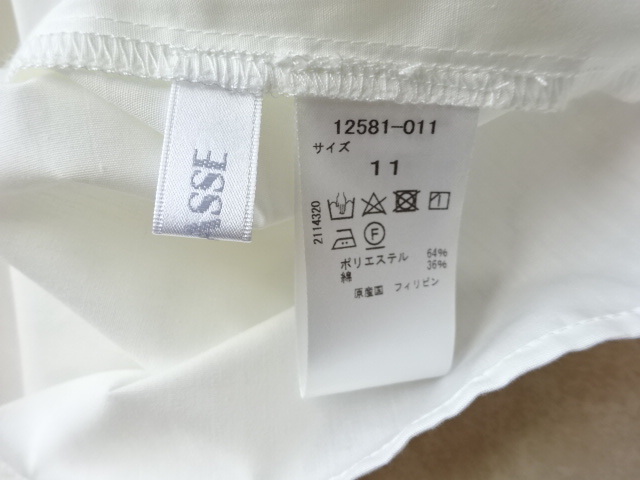 12581-011
サイズ
11
2114320
F
ポリエステル 64%
綿 36%
原産国 フィリピン
ASSE